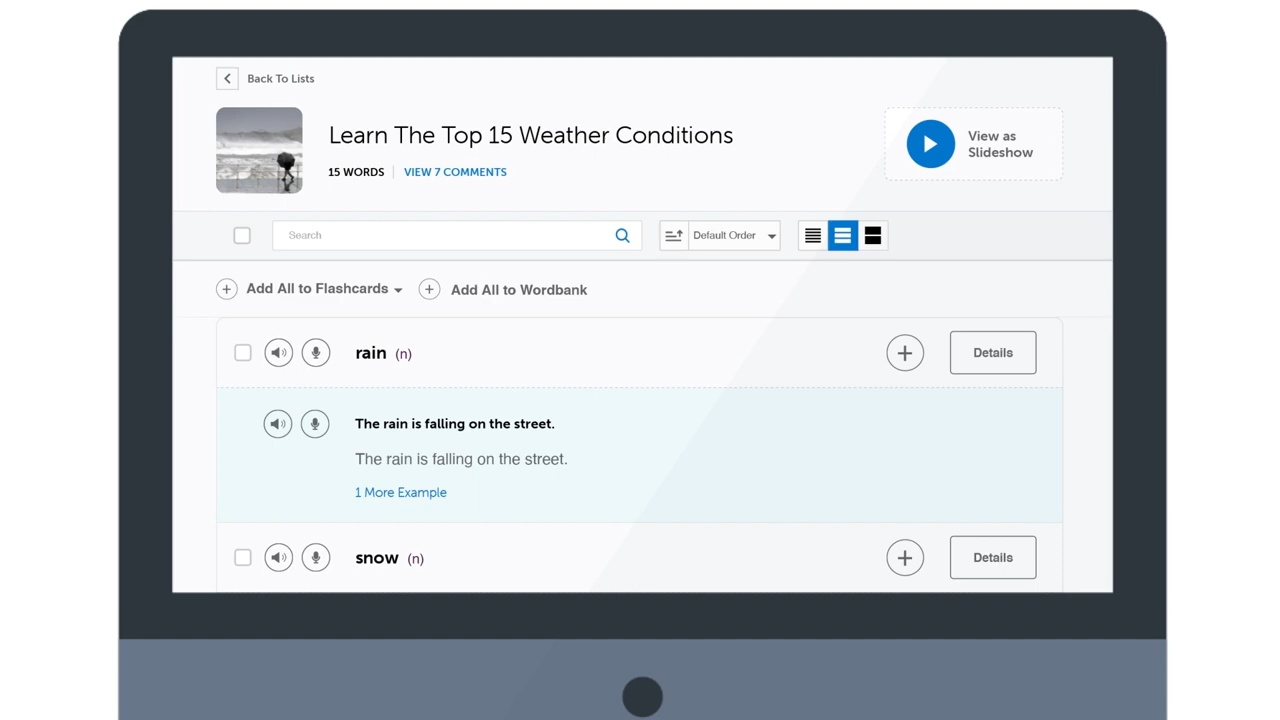 Back To Lists
Learn The Top 15 Weather Conditions
15 WORDS
VIEW 7 COMMENTS
View as
Slideshow
Search
Default Order
Add All to Flashcards
Add All to Wordbank
rain (n)
Details
The rain is falling on the street.
The rain is falling on the street.
1 More Example
snow (n)
Details